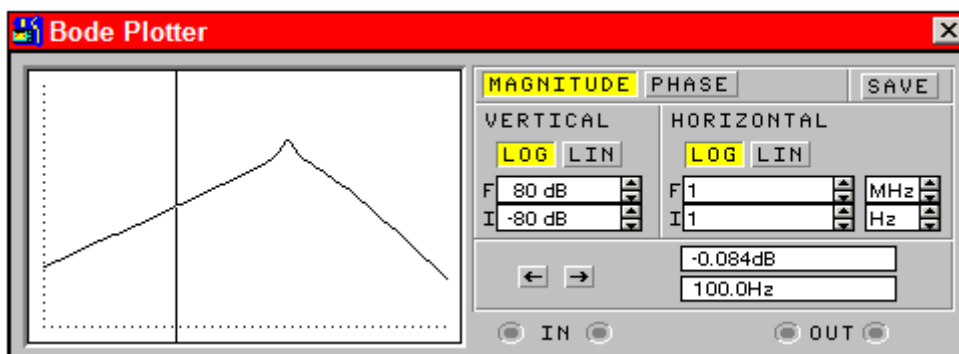 Bode Plotter
MAGNITUDE PHASE SAVE
VERTICAL HORIZONTAL
LOG LIN LOG LIN
F 80 dB F 1 MHz
I -80 dB I 1 Hz
-0.084dB
100.0Hz
IN OUT